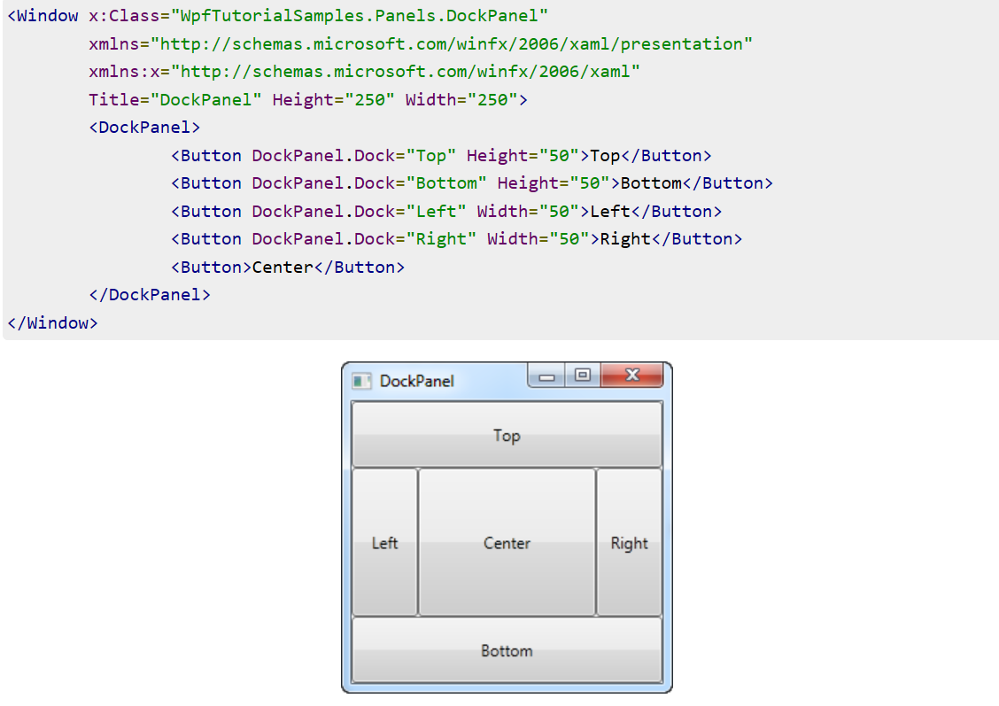 <Window x:Class="WpfTutorialSamples.Panels.DockPanel"
        xmlns="http://schemas.microsoft.com/winfx/2006/xaml/presentation"
        xmlns:x="http://schemas.microsoft.com/winfx/2006/xaml"
        Title="DockPanel" Height="250" Width="250">
        <DockPanel>
                <Button DockPanel.Dock="Top" Height="50">Top</Button>
                <Button DockPanel.Dock="Bottom" Height="50">Bottom</Button>
                <Button DockPanel.Dock="Left" Width="50">Left</Button>
                <Button DockPanel.Dock="Right" Width="50">Right</Button>
                <Button>Center</Button>
        </DockPanel>
</Window>
DockPanel
Top
Left Center Right
Bottom